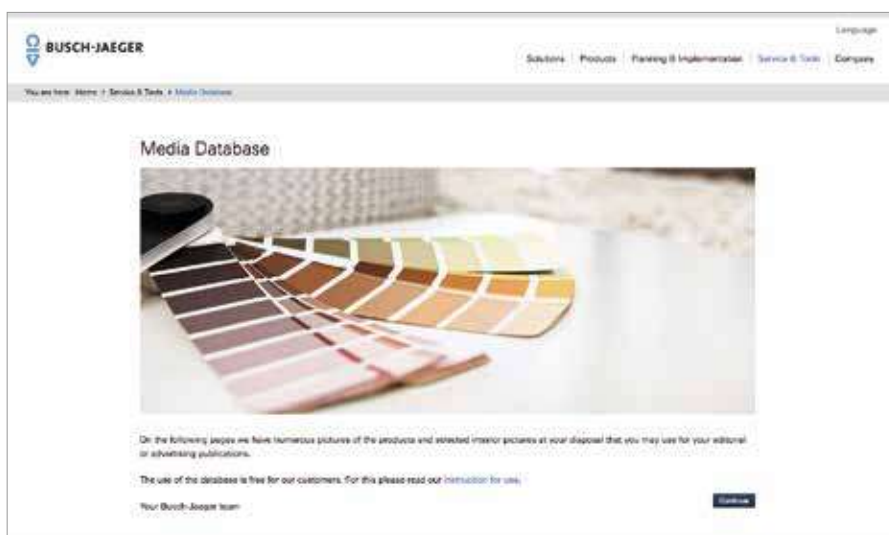 Language
BUSCH-JAEGER
Solutions Products Planning & Implementation Service & Tools Company
You are here: Home > Service & Tools > Media Database
Media Database
On the following pages we have numerous pictures of the products and selected interior pictures at your disposal that you may use for your editorial
or advertising publications.
The use of the database is free for our customers. For this please read our instruction for use.
Your Busch-Jaeger team
Continue